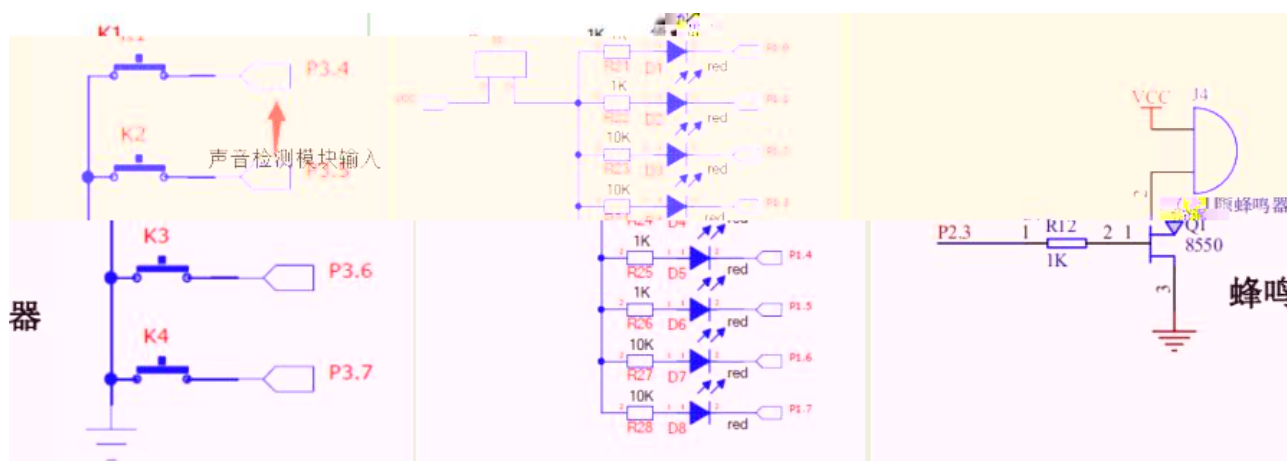 K1
P3.4
K2
声音检测模块输入
P3.5
K3
P3.6
器
K4
P3.7
1K
R21 D1 red
VCC
1K
R22 D2 red
10K
R23 D3 red
10K
R24 D4 red
1K
R25 D5 red P1.4
1K
R26 D6 red P1.5
10K
R27 D7 red P1.6
10K
R28 D8 red P1.7
VCC J4
蜂鸣器
P2.3 1 R12 2 1 Q1
1K 8550
3
蜂鸣